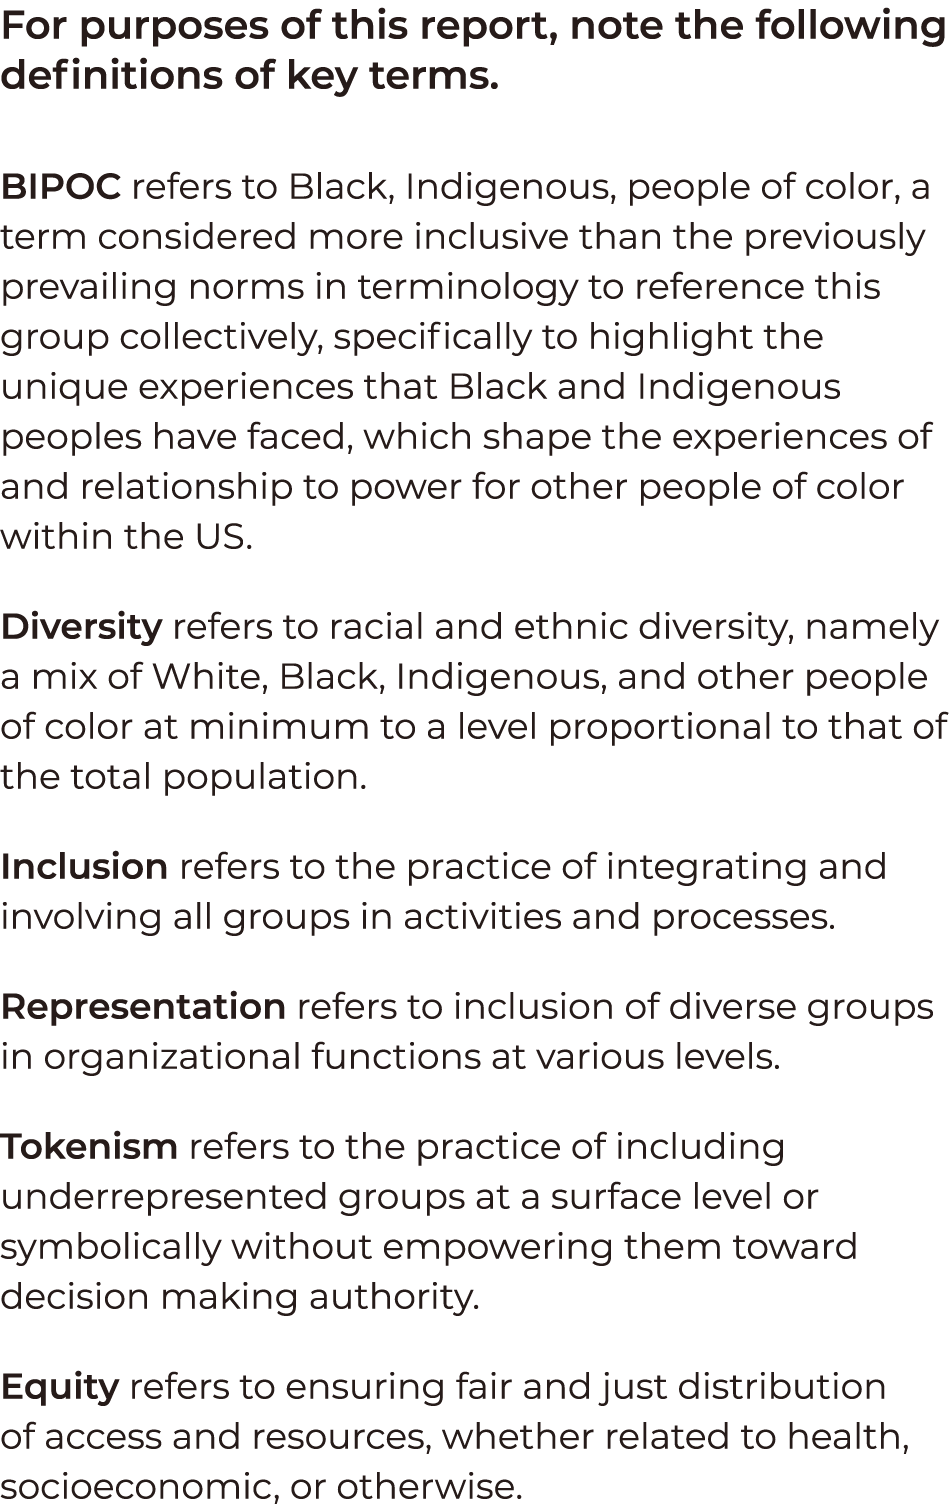 For purposes of this report, note the following
definitions of key terms.
BIPOC refers to Black, Indigenous, people of color, a
term considered more inclusive than the previously
prevailing norms in terminology to reference this
group collectively, specifically to highlight the
unique experiences that Black and Indigenous
peoples have faced, which shape the experiences of
and relationship to power for other people of color
within the US.
Diversity refers to racial and ethnic diversity, namely
a mix of White, Black, Indigenous, and other people
of color at minimum to a level proportional to that of
the total population.
Inclusion refers to the practice of integrating and
involving all groups in activities and processes.
Representation refers to inclusion of diverse groups
in organizational functions at various levels.
Tokenism refers to the practice of including
underrepresented groups at a surface level or
symbolically without empowering them toward
decision making authority.
Equity refers to ensuring fair and just distribution
of access and resources, whether related to health,
socioeconomic, or otherwise.